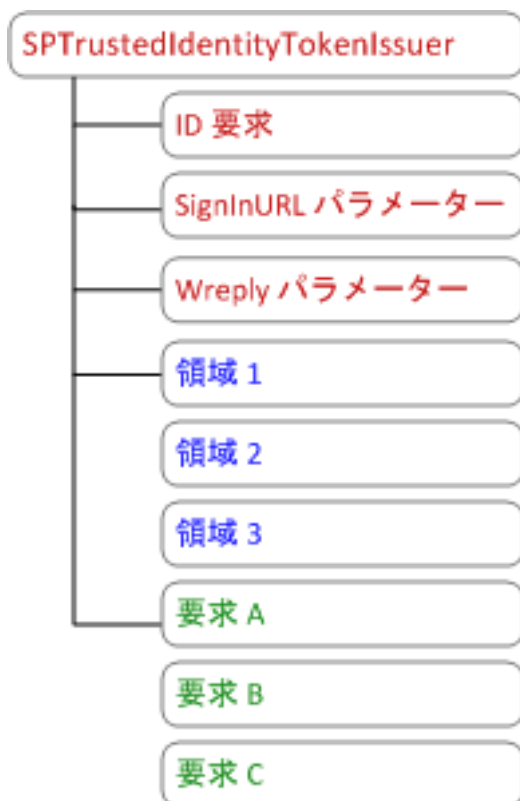 SPTrustedIdentityTokenIssuer
ID 要求
SignInURL パラメーター
Wreply パラメーター
領域 1
領域 2
領域 3
要求 A
要求 B
要求 C